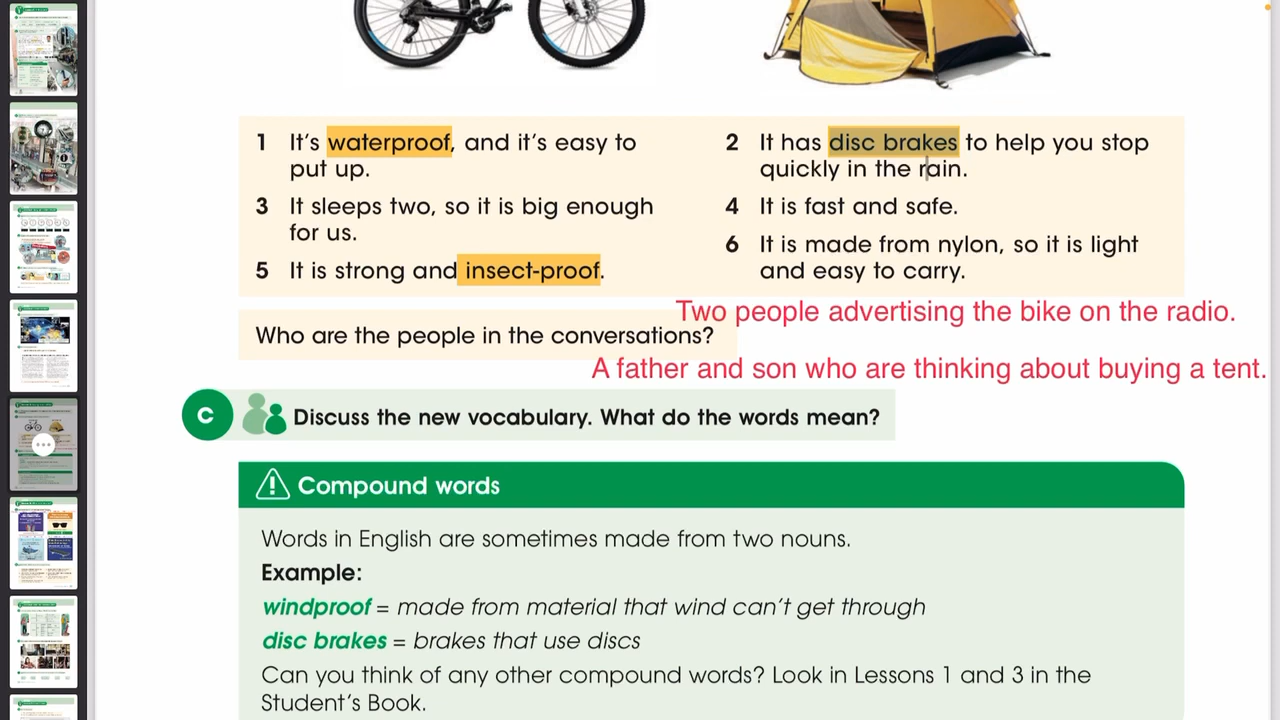 1 It's waterproof, and it's easy to
put up.
2 It has disc brakes to help you stop
quickly in the rain.
3 It sleeps two, so it is big enough
for us.
4 It is fast and safe.
5 It is strong and insect-proof.
6 It is made from nylon, so it is light
and easy to carry.
Two people advertising the bike on the radio.
Who are the people in the conversations?
A father and son who are thinking about buying a tent.
C Discuss the new vocabulary. What do the words mean?
Compound words
Words in English are sometimes made from two nouns.
Example:
windproof = made from material that wind can't get through
disc brakes = brakes that use discs
Can you think of any other compound words? Look in Lessons 1 and 3 in the
Student's Book.